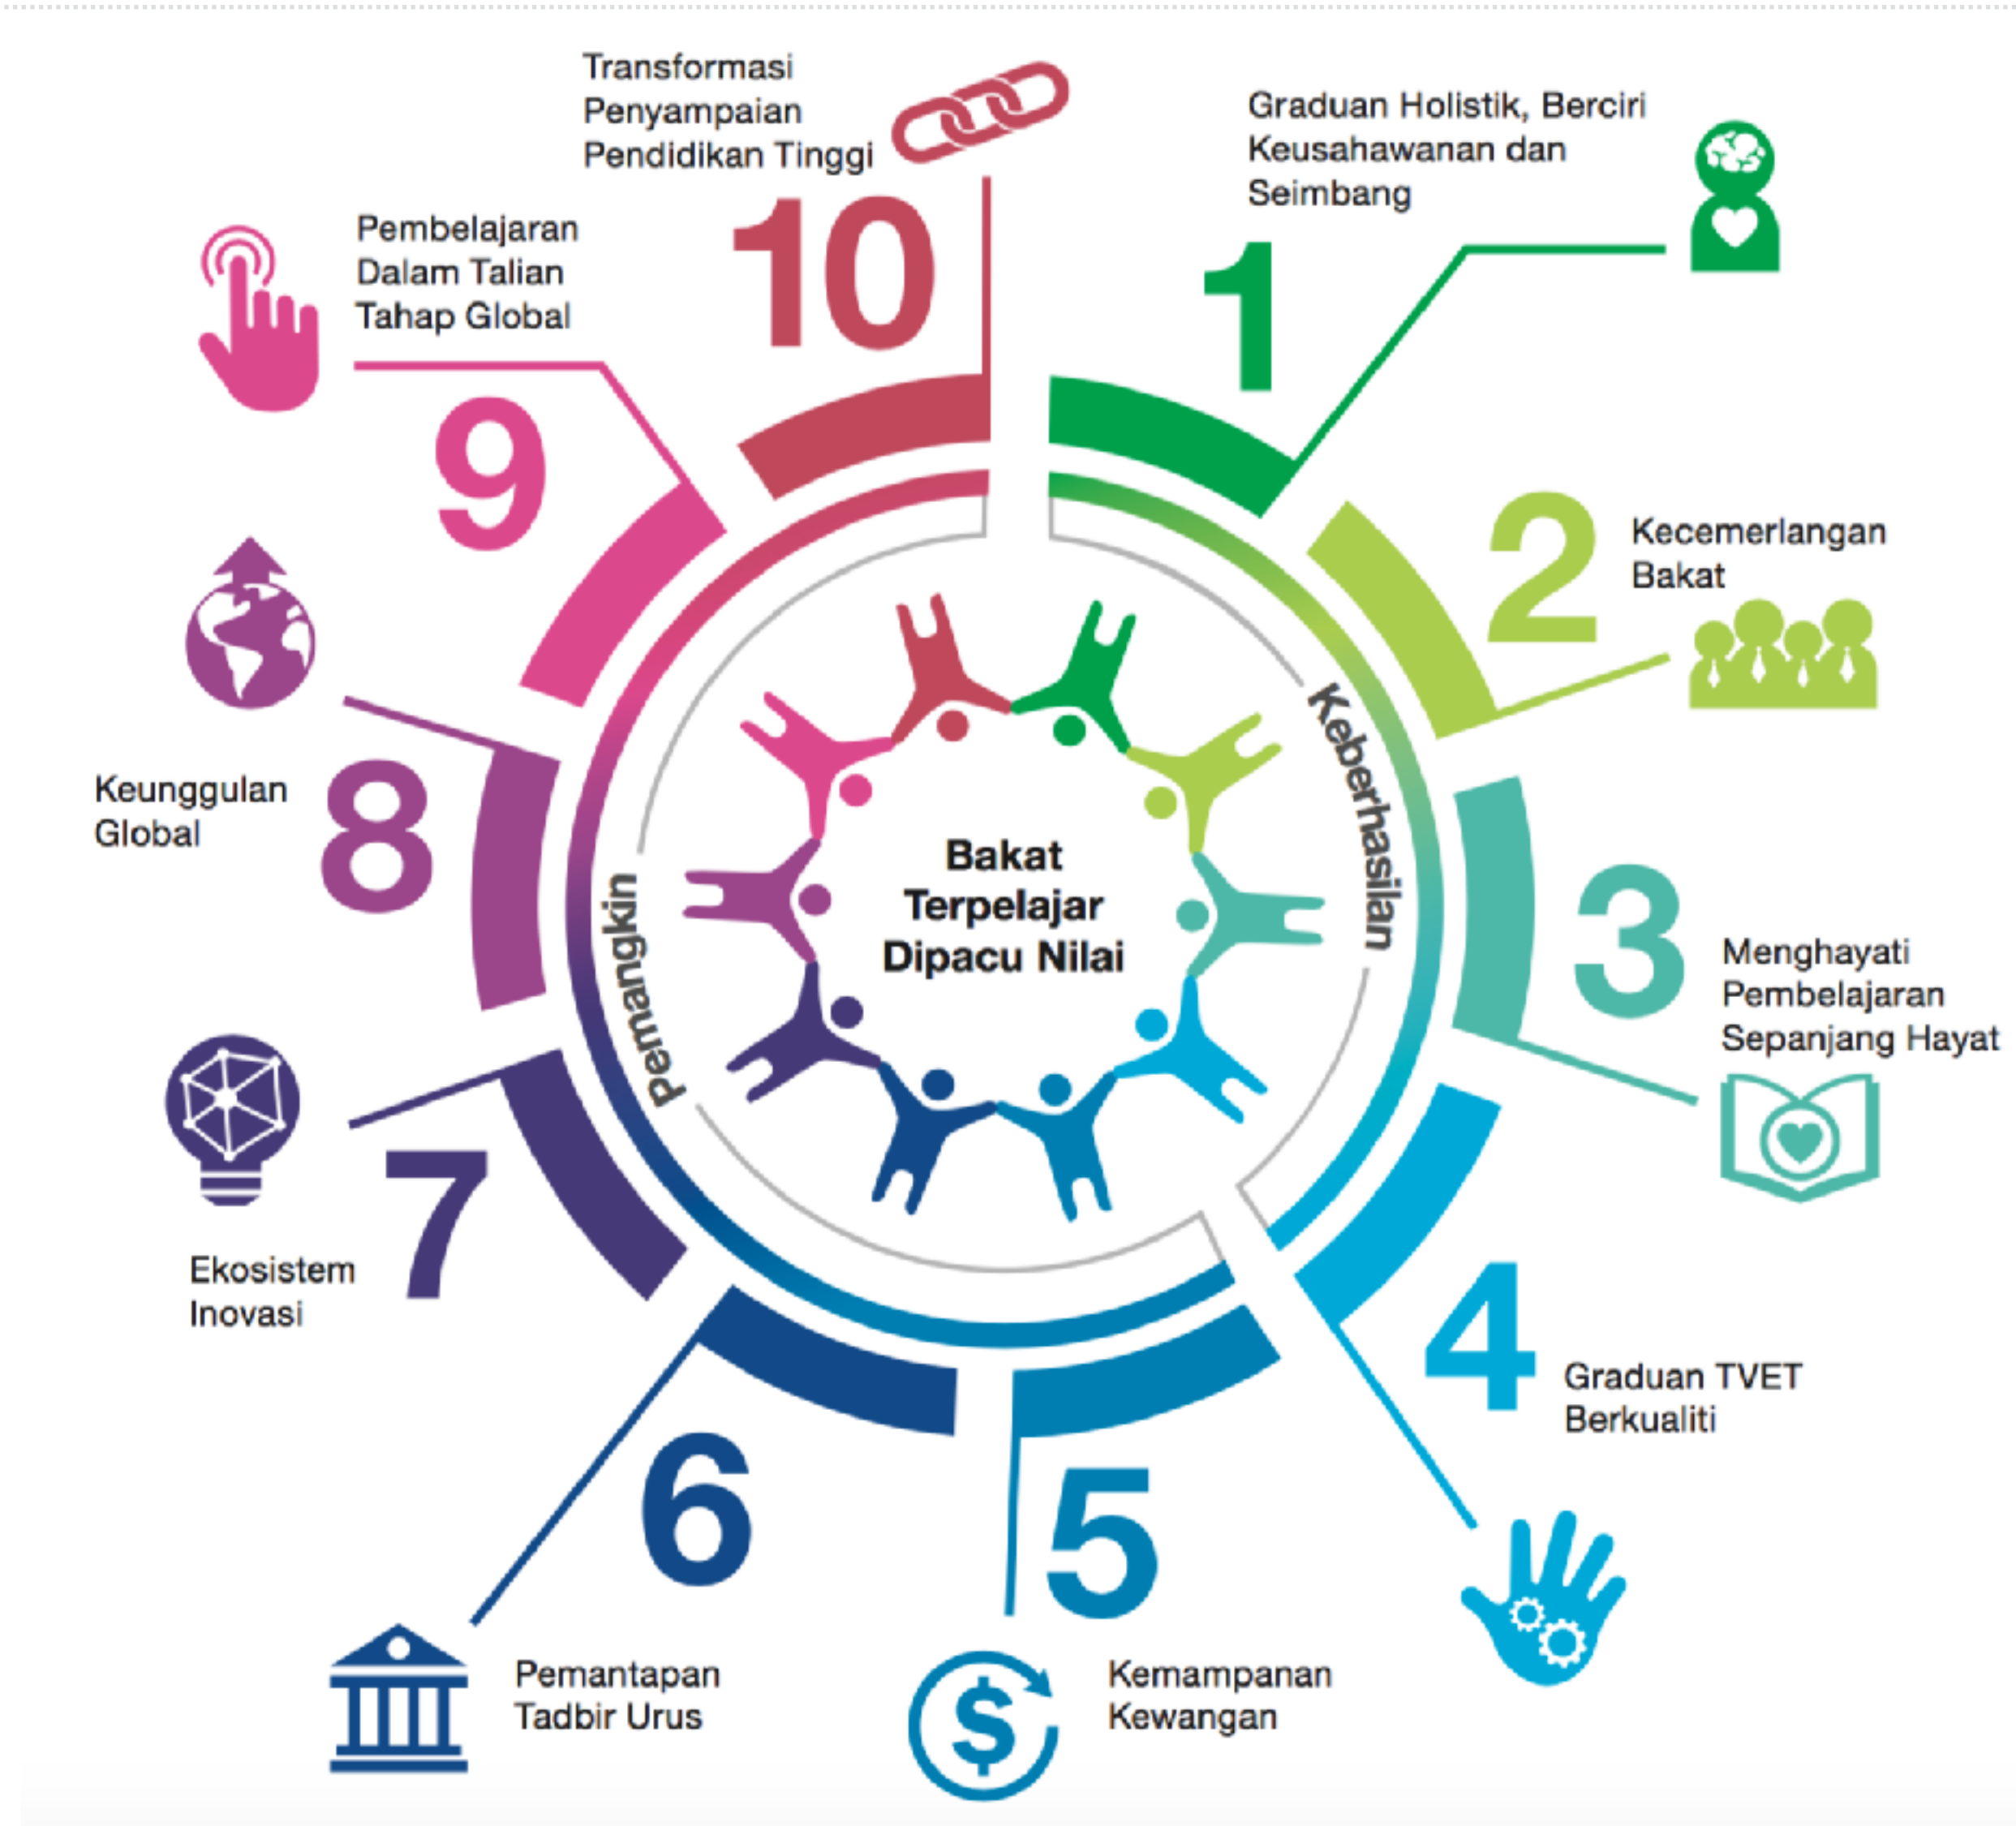 Transformasi
Penyampaian
Pendidikan Tinggi
10
Graduan Holistik, Berciri
Keusahawanan dan
Seimbang
1
Kecemerlangan
Bakat
2
Menghayati
Pembelajaran
Sepanjang Hayat
3
Graduan TVET
Berkualiti
4
Kemampanan
Kewangan
5
Pemantapan
Tadbir Urus
6
Ekosistem
Inovasi
7
Keunggulan
Global
8
Pembelajaran
Dalam Talian
Tahap Global
9
Keberhasilan
Pemangkin
Bakat
Terpelajar
Dipacu Nilai
$